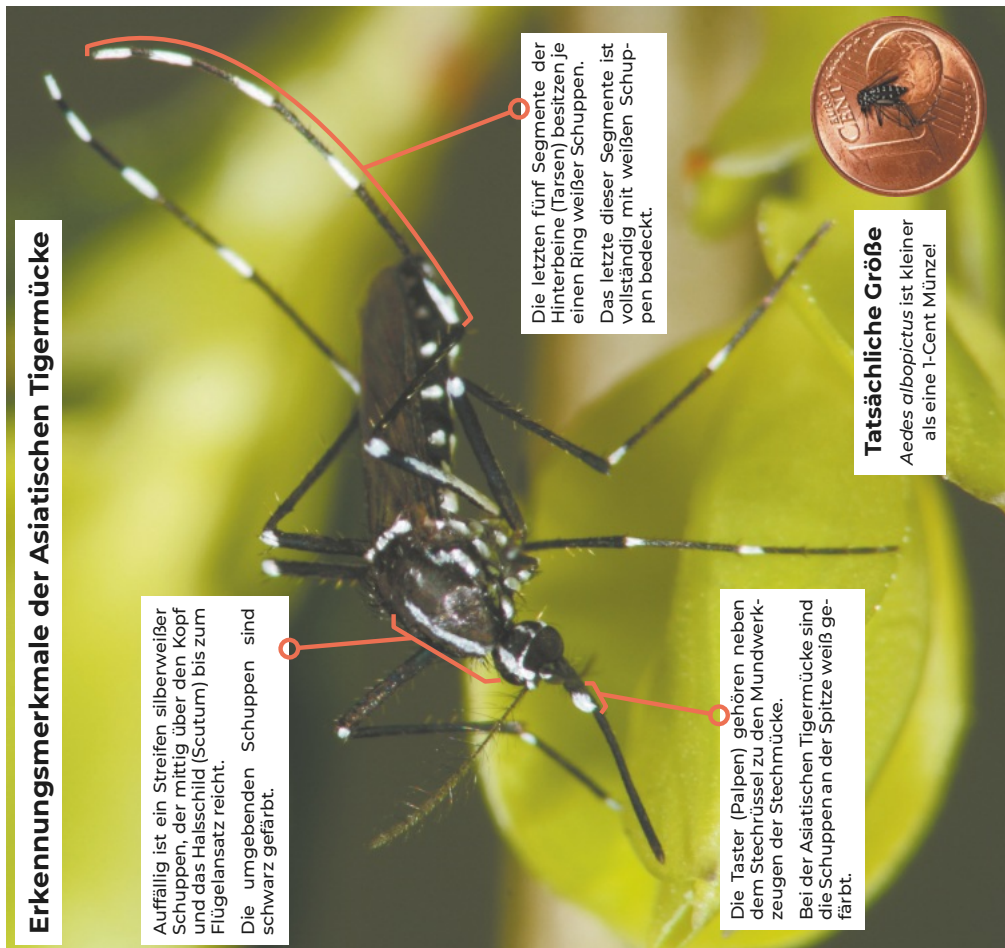 Erkennungsmerkmale der Asiatischen Tigermücke
Auffällig ist ein Streifen silberweißer
Schuppen, der mittig über den Kopf
und das Halsschild (Scutum) bis zum
Flügelansatz reicht.
Die umgebenden Schuppen sind
schwarz gefärbt.
Die letzten fünf Segmente der
Hinterbeine (Tarsen) besitzen je
einen Ring weißer Schuppen.
Das letzte dieser Segmente ist
vollständig mit weißen Schup-
pen bedeckt.
Die Taster (Palpen) gehören neben
dem Stechrüssel zu den Mundwerk-
zeugen der Stechmücke.
Bei der Asiatischen Tigermücke sind
die Schuppen an der Spitze weiß ge-
färbt.
Tatsächliche Größe
Aedes albopictus ist kleiner
als eine 1-Cent Münze!
1
EURO
CENT